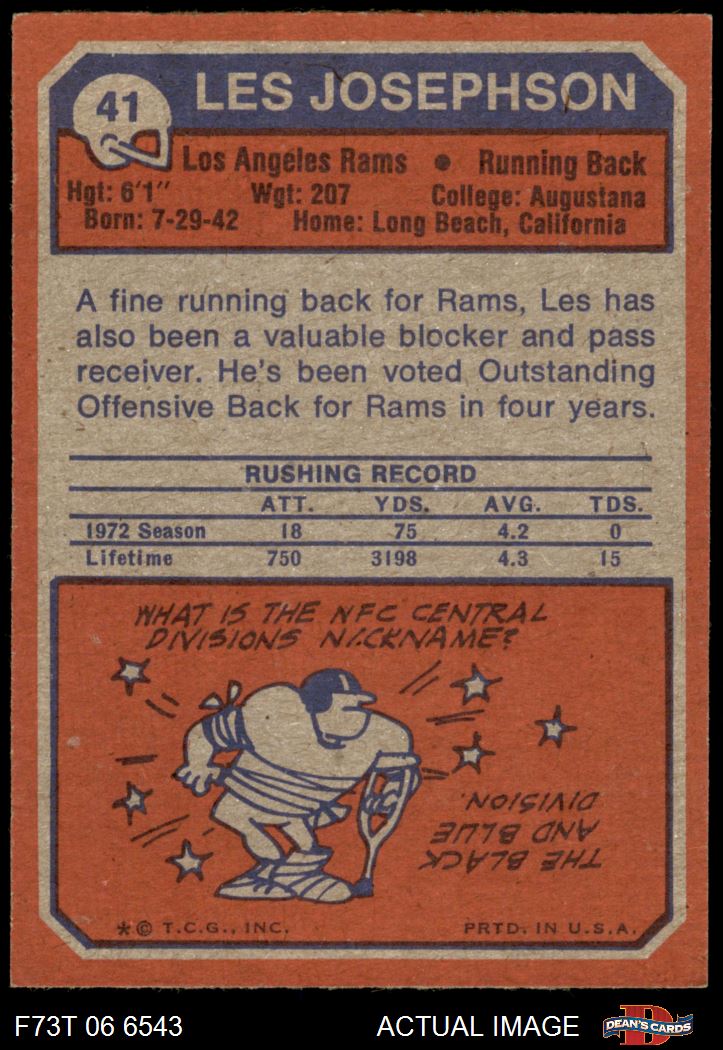 41
LES JOSEPHSON
Los Angeles Rams • Running Back
Hgt: 6'1" Wgt: 207 College: Augustana
Born: 7-29-42 Home: Long Beach, California
A fine running back for Rams, Les has
also been a valuable blocker and pass
receiver. He's been voted Outstanding
Offensive Back for Rams in four years.
RUSHING RECORD
ATT. YDS. AVG. TDS.
1972 Season 18 75 4.2 0
Lifetime 750 3198 4.3 15
WHAT IS THE NFC CENTRAL
DIVISIONS NICKNAME?
THE BLACK
AND BLUE
DIVISION.
*© T.C.G., INC. PRTD. IN U.S.A.
F73T 06 6543 ACTUAL IMAGE
D
DEAN'S CARDS